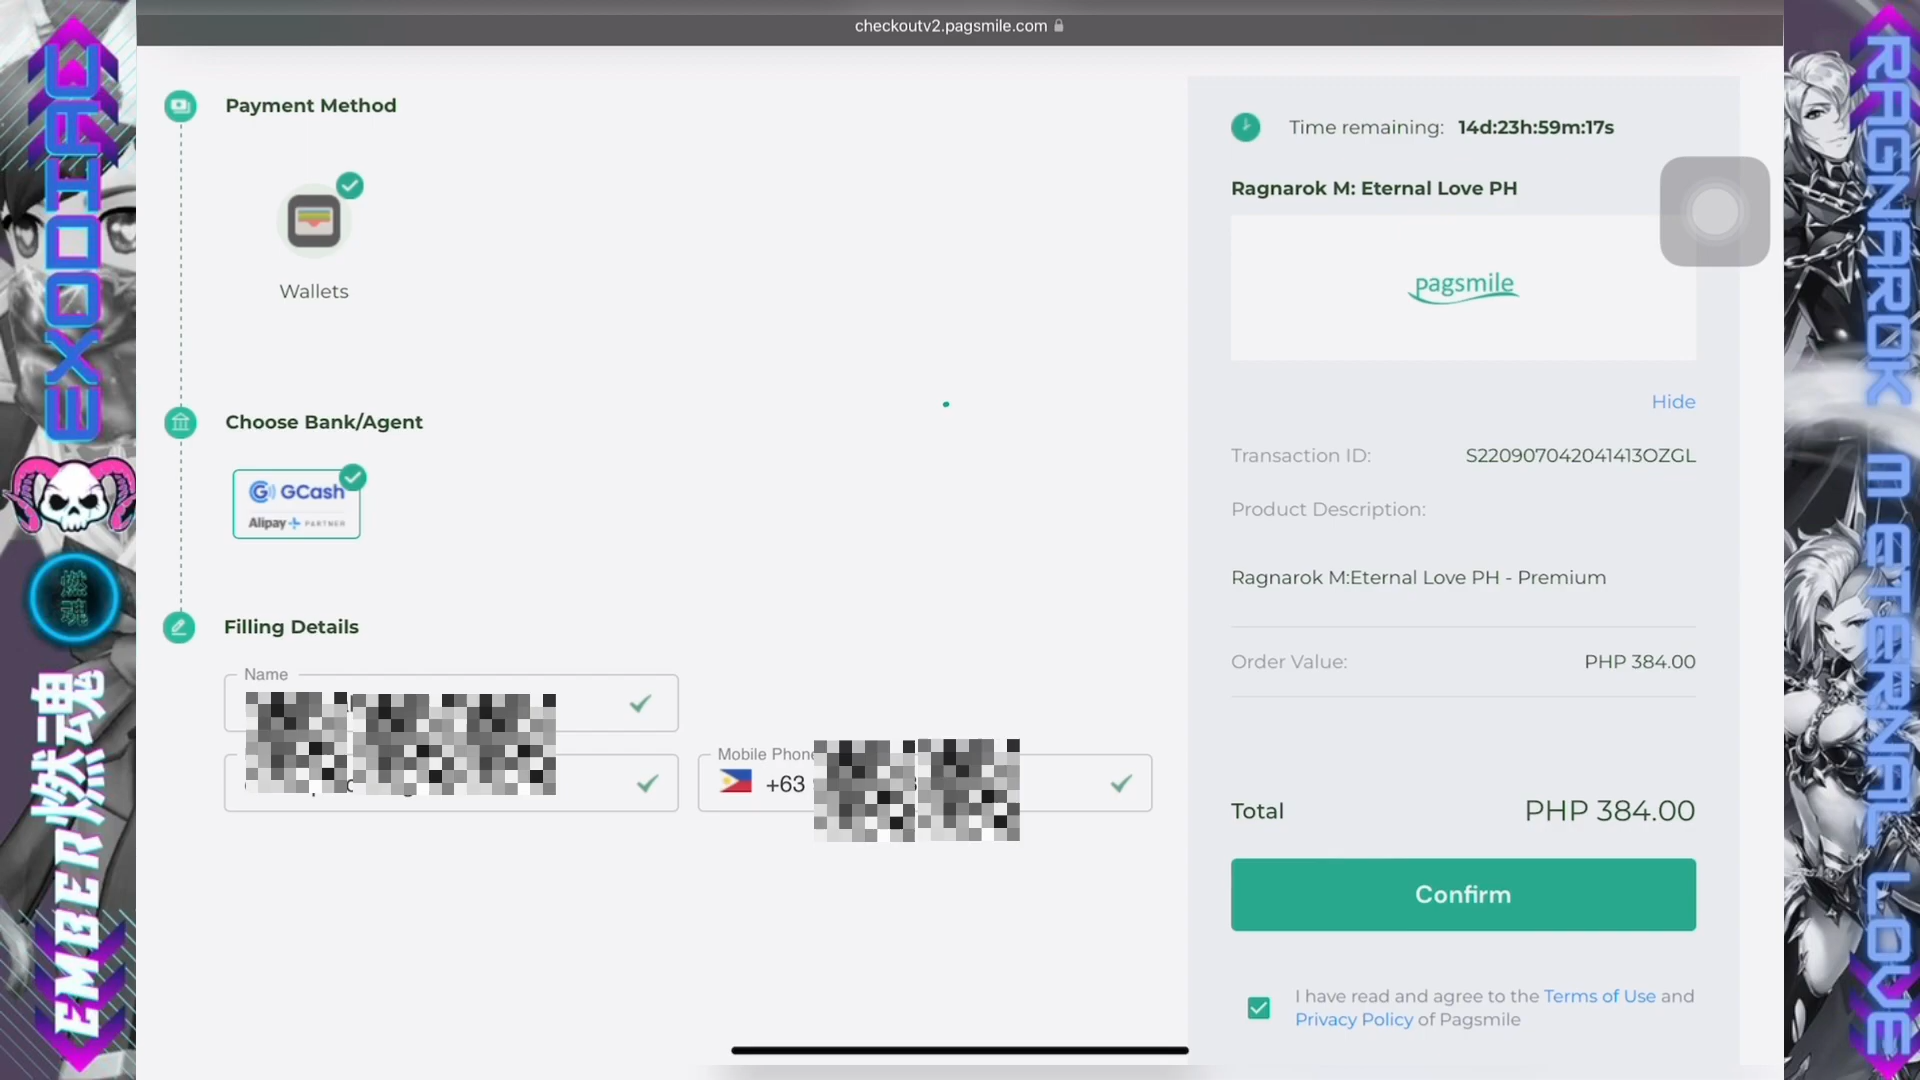 checkoutv2.pagsmile.com
Payment Method
Wallets
Choose Bank/Agent
GCash
Alipay+ PARTNER
Filling Details
Name
Mobile Phone
+63
Time remaining: 14d:23h:59m:17s
Ragnarok M: Eternal Love PH
pagsmile
Hide
Transaction ID: S220907042041413OZGL
Product Description:
Ragnarok M:Eternal Love PH - Premium
Order Value: PHP 384.00
Total PHP 384.00
Confirm
I have read and agree to the Terms of Use and
Privacy Policy of Pagsmile
EXODIAC
燃魂
EMBER燃魂
RAGNAROK M ETERNAL LOVE